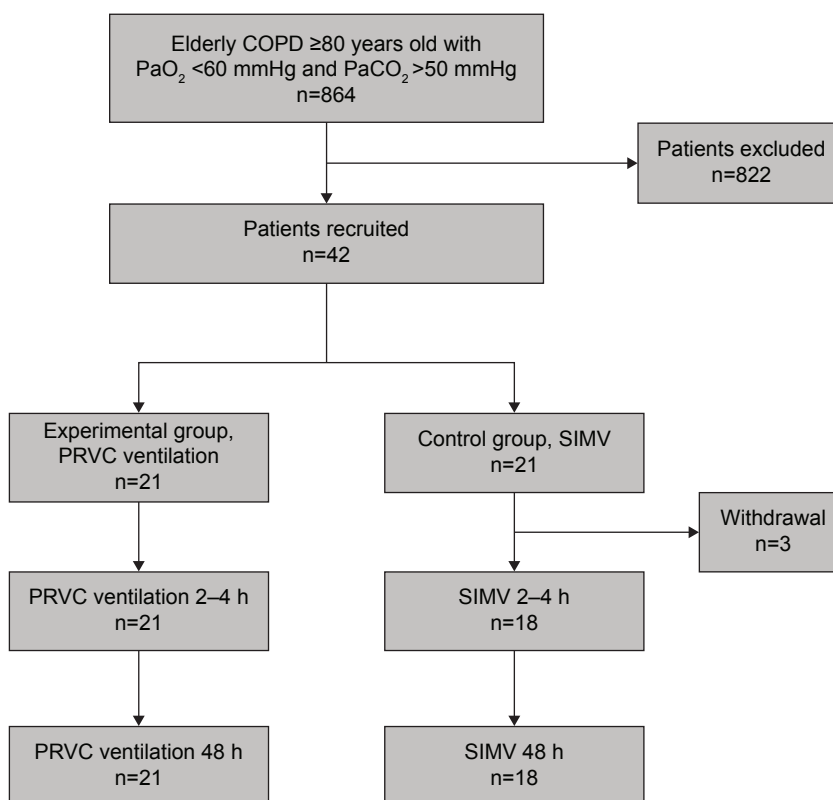 Elderly COPD ≥80 years old with
PaO₂ <60 mmHg and PaCO₂ >50 mmHg
n=864
Patients excluded
n=822
Patients recruited
n=42
Experimental group,
PRVC ventilation
n=21
Control group, SIMV
n=21
Withdrawal
n=3
PRVC ventilation 2–4 h
n=21
SIMV 2–4 h
n=18
PRVC ventilation 48 h
n=21
SIMV 48 h
n=18